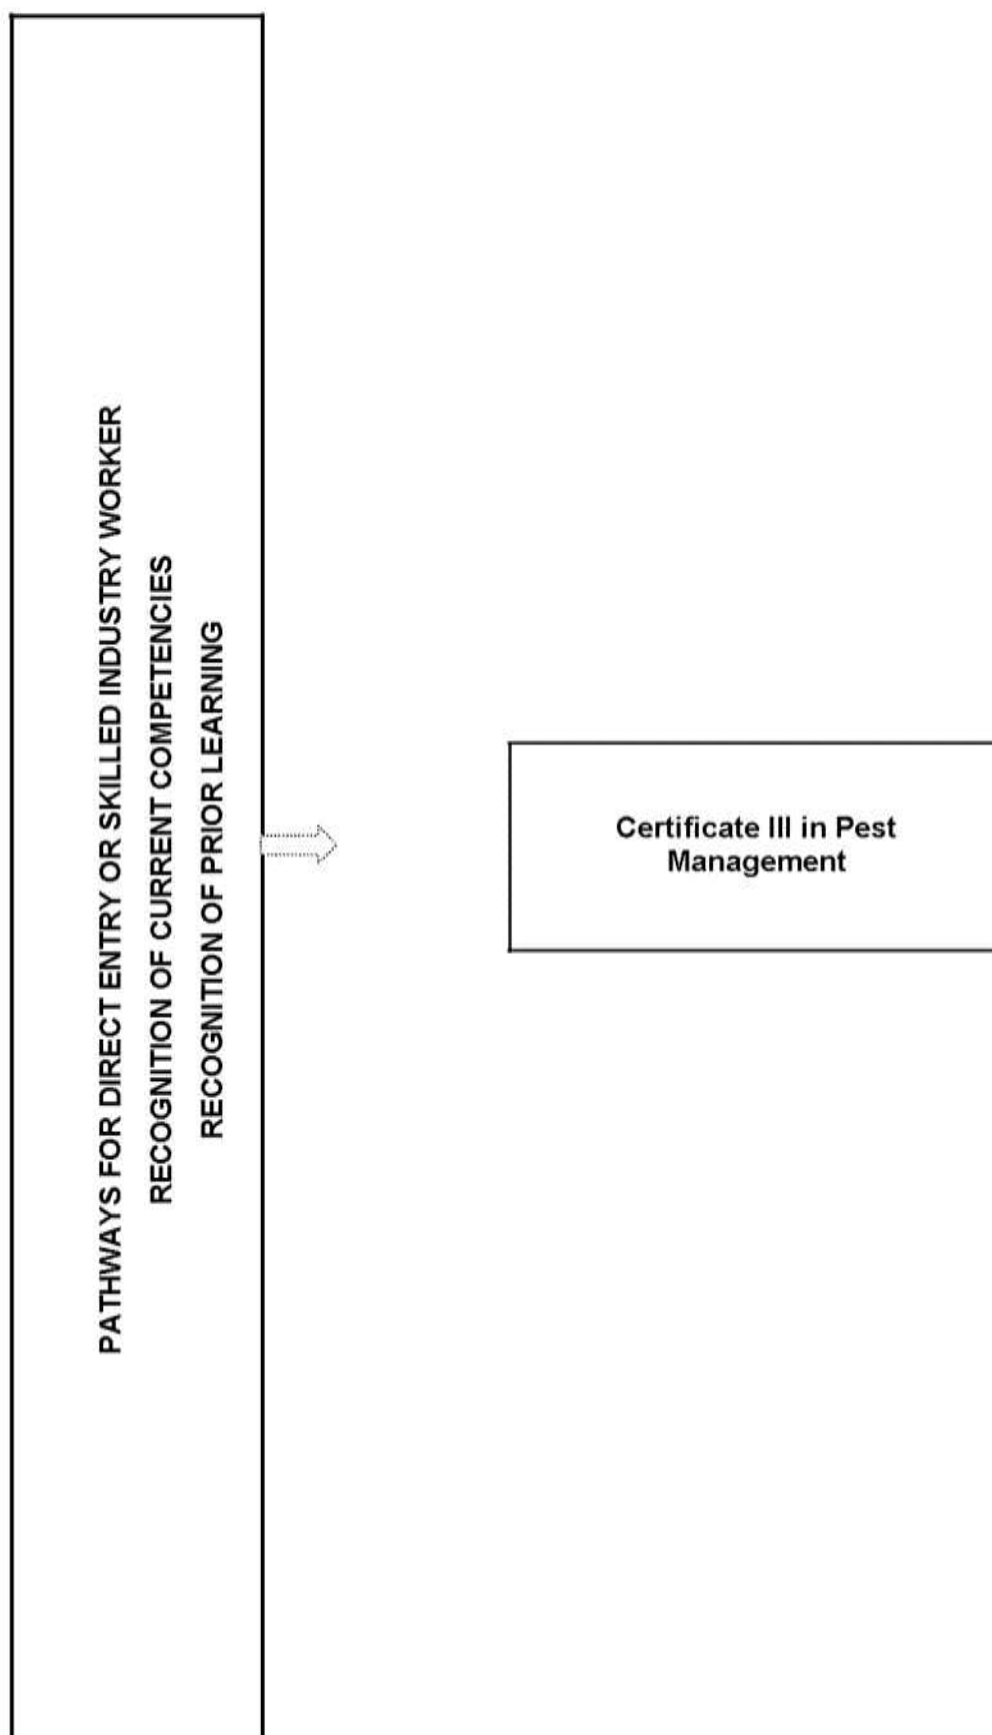 PATHWAYS FOR DIRECT ENTRY OR SKILLED INDUSTRY WORKER
RECOGNITION OF CURRENT COMPETENCIES
RECOGNITION OF PRIOR LEARNING
Certificate III in Pest
Management